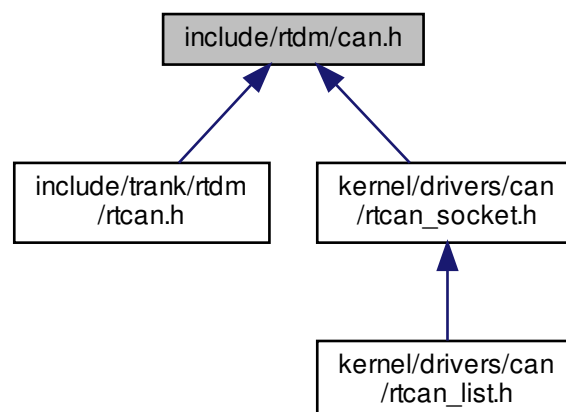 include/rtdm/can.h
include/trank/rtdm
/rtcan.h
kernel/drivers/can
/rtcan_socket.h
kernel/drivers/can
/rtcan_list.h